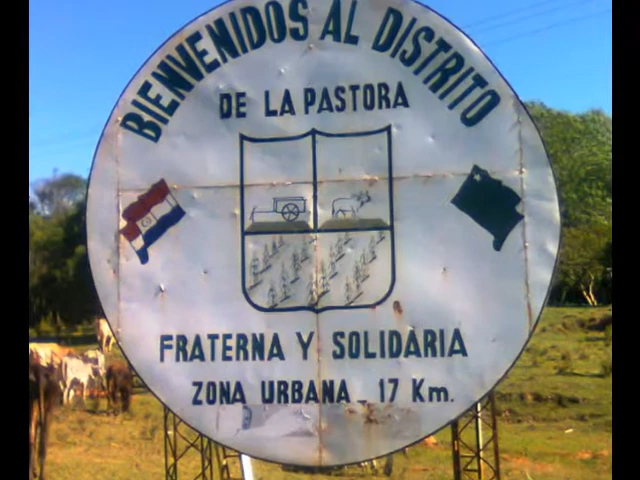 BIENVENIDOS AL DISTRITO
DE LA PASTORA
FRATERNA Y SOLIDARIA
ZONA URBANA - 17 Km.